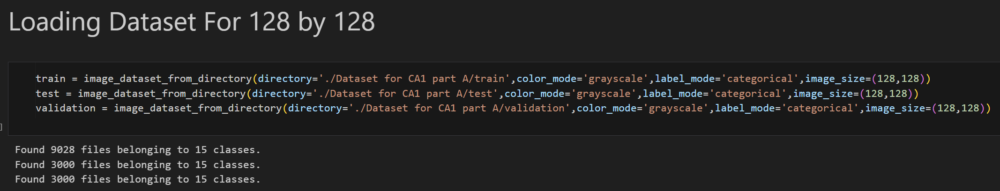 Loading Dataset For 128 by 128
train = image_dataset_from_directory(directory='./Dataset for CA1 part A/train',color_mode='grayscale',label_mode='categorical',image_size=(128,128))
test = image_dataset_from_directory(directory='./Dataset for CA1 part A/test',color_mode='grayscale',label_mode='categorical',image_size=(128,128))
validation = image_dataset_from_directory(directory='./Dataset for CA1 part A/validation',color_mode='grayscale',label_mode='categorical',image_size=(128,128))
]
Found 9028 files belonging to 15 classes.
Found 3000 files belonging to 15 classes.
Found 3000 files belonging to 15 classes.